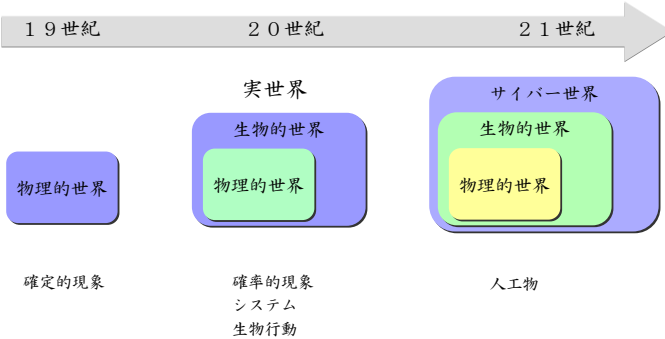 19世紀
20世紀
21世紀
実世界
サイバー世界
生物的世界
生物的世界
物理的世界
物理的世界
物理的世界
確定的現象
確率的現象
システム
生物行動
人工物